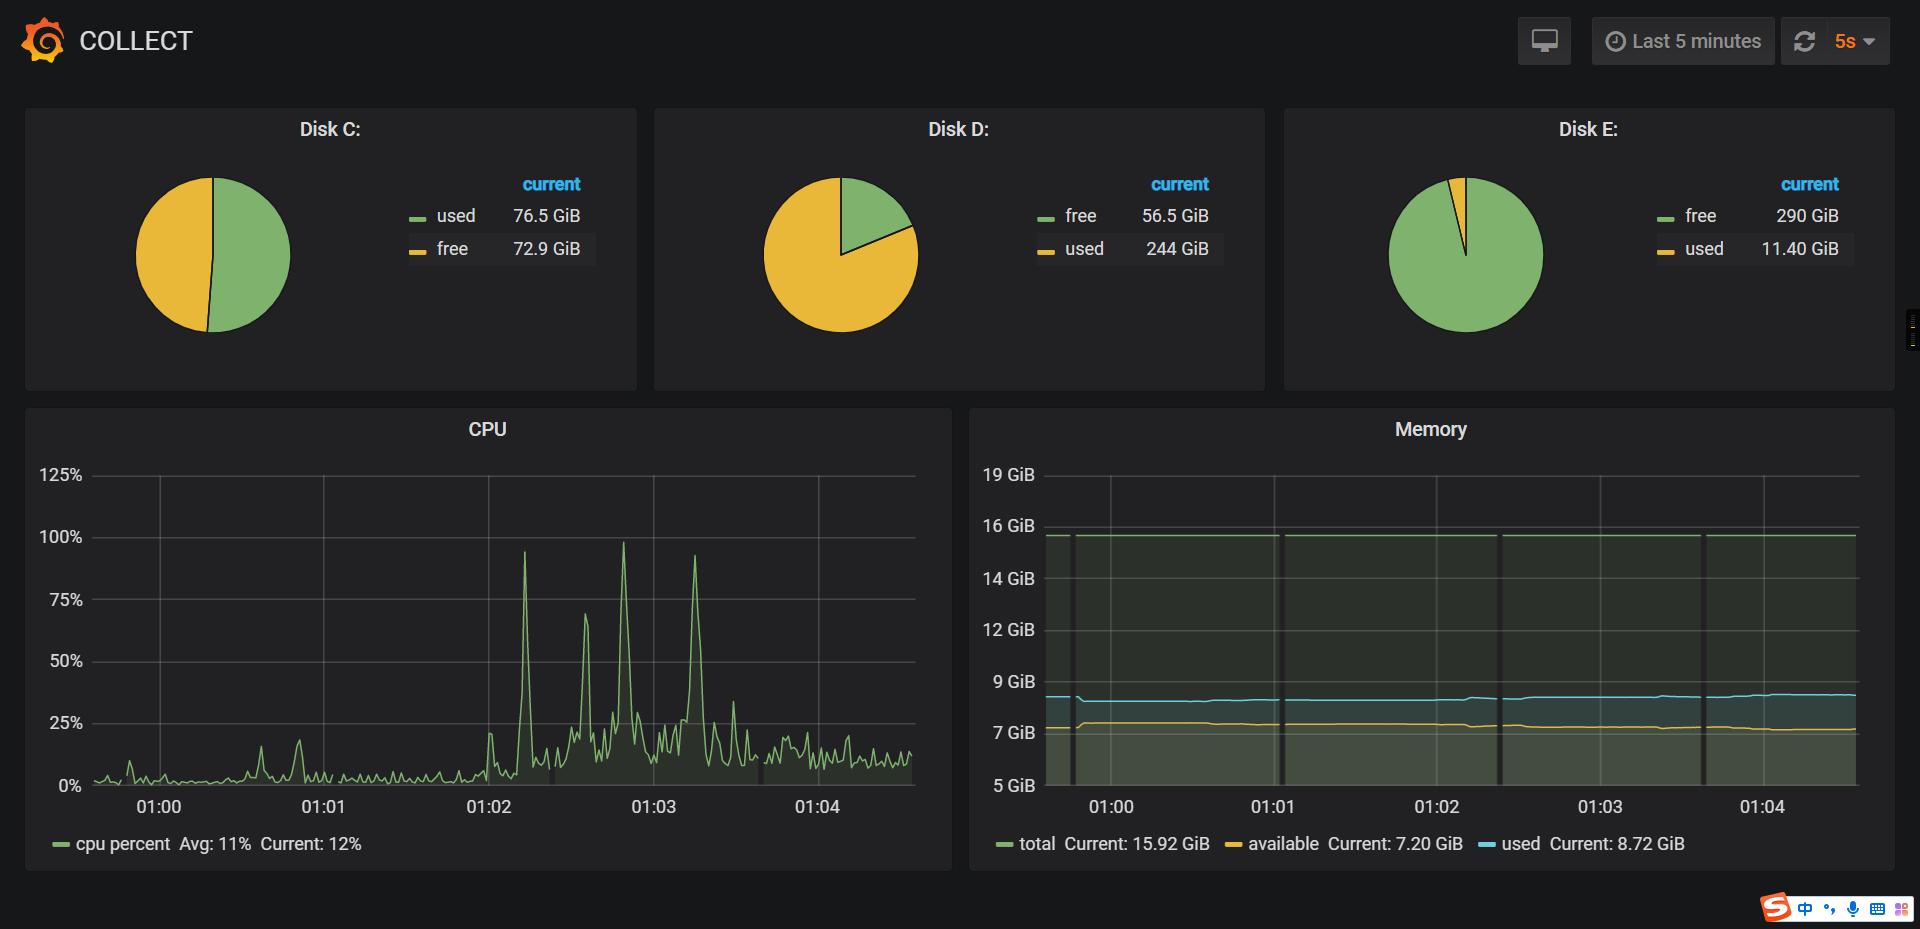 COLLECT
Last 5 minutes
5s
Disk C:
current
used 76.5 GiB
free 72.9 GiB
Disk D:
current
free 56.5 GiB
used 244 GiB
Disk E:
current
free 290 GiB
used 11.40 GiB
CPU
125%
100%
75%
50%
25%
0%
01:00 01:01 01:02 01:03 01:04
cpu percent Avg: 11% Current: 12%
Memory
19 GiB
16 GiB
14 GiB
12 GiB
9 GiB
7 GiB
5 GiB
01:00 01:01 01:02 01:03 01:04
total Current: 15.92 GiB available Current: 7.20 GiB used Current: 8.72 GiB
S 中 °,